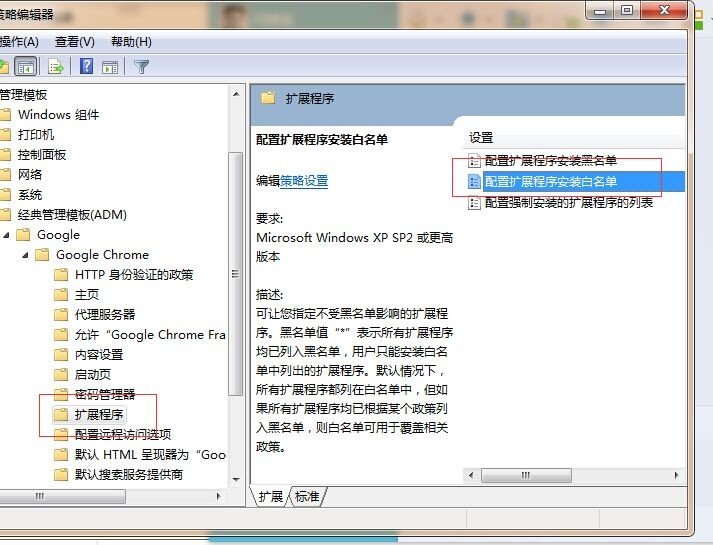 策略编辑器
操作(A) 查看(V) 帮助(H)
管理模板
Windows 组件
打印机
控制面板
网络
系统
经典管理模板(ADM)
Google
Google Chrome
HTTP 身份验证的政策
主页
代理服务器
允许“Google Chrome Fra
内容设置
启动页
密码管理器
扩展程序
配置远程访问选项
默认 HTML 呈现器为“Goo
默认搜索服务提供商
扩展程序
配置扩展程序安装白名单
编辑策略设置
要求:
Microsoft Windows XP SP2 或更高
版本
描述:
可让您指定不受黑名单影响的扩展程
序。黑名单值“*”表示所有扩展程序
均已列入黑名单，用户只能安装白名
单中列出的扩展程序。默认情况下，
所有扩展程序都列在白名单中，但如
果所有扩展程序均已根据某个政策列
入黑名单，则白名单可用于覆盖相关
政策。
设置
配置扩展程序安装黑名单
配置扩展程序安装白名单
配置强制安装的扩展程序的列表
扩展 标准